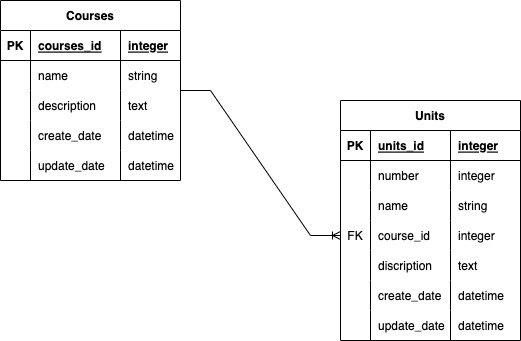 Courses
PK courses_id integer
name string
description text
create_date datetime
update_date datetime
Units
PK units_id integer
number integer
name string
FK course_id integer
discription text
create_date datetime
update_date datetime